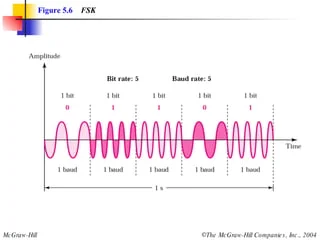 Figure 5.6 FSK
Amplitude
Bit rate: 5 Baud rate: 5
1 bit 1 bit 1 bit 1 bit 1 bit
0 1 1 0 1
Time
1 baud 1 baud 1 baud 1 baud 1 baud
1 s
McGraw-Hill ©The McGraw-Hill Companies, Inc., 2004